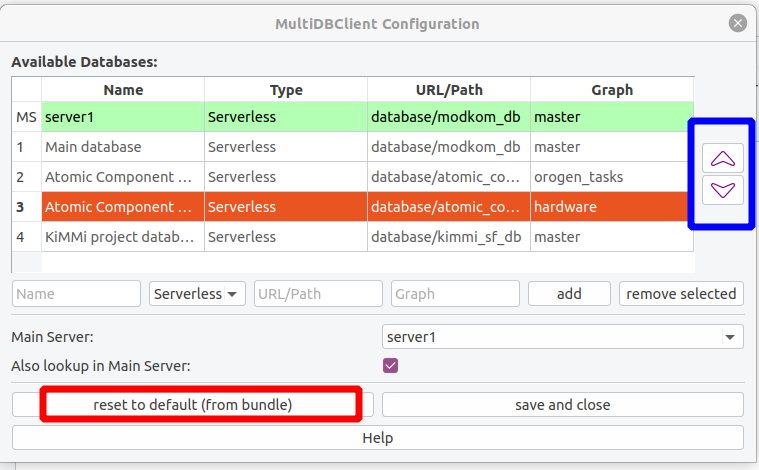 MultiDBClient Configuration
Available Databases:
Name Type URL/Path Graph
MS server1 Serverless database/modkom_db master
1 Main database Serverless database/modkom_db master
2 Atomic Component ... Serverless database/atomic_co... orogen_tasks
3 Atomic Component ... Serverless database/atomic_co... hardware
4 KiMMi project datab... Serverless database/kimmi_sf_db master
Name Serverless URL/Path Graph add remove selected
Main Server: server1
Also lookup in Main Server:
reset to default (from bundle) save and close
Help